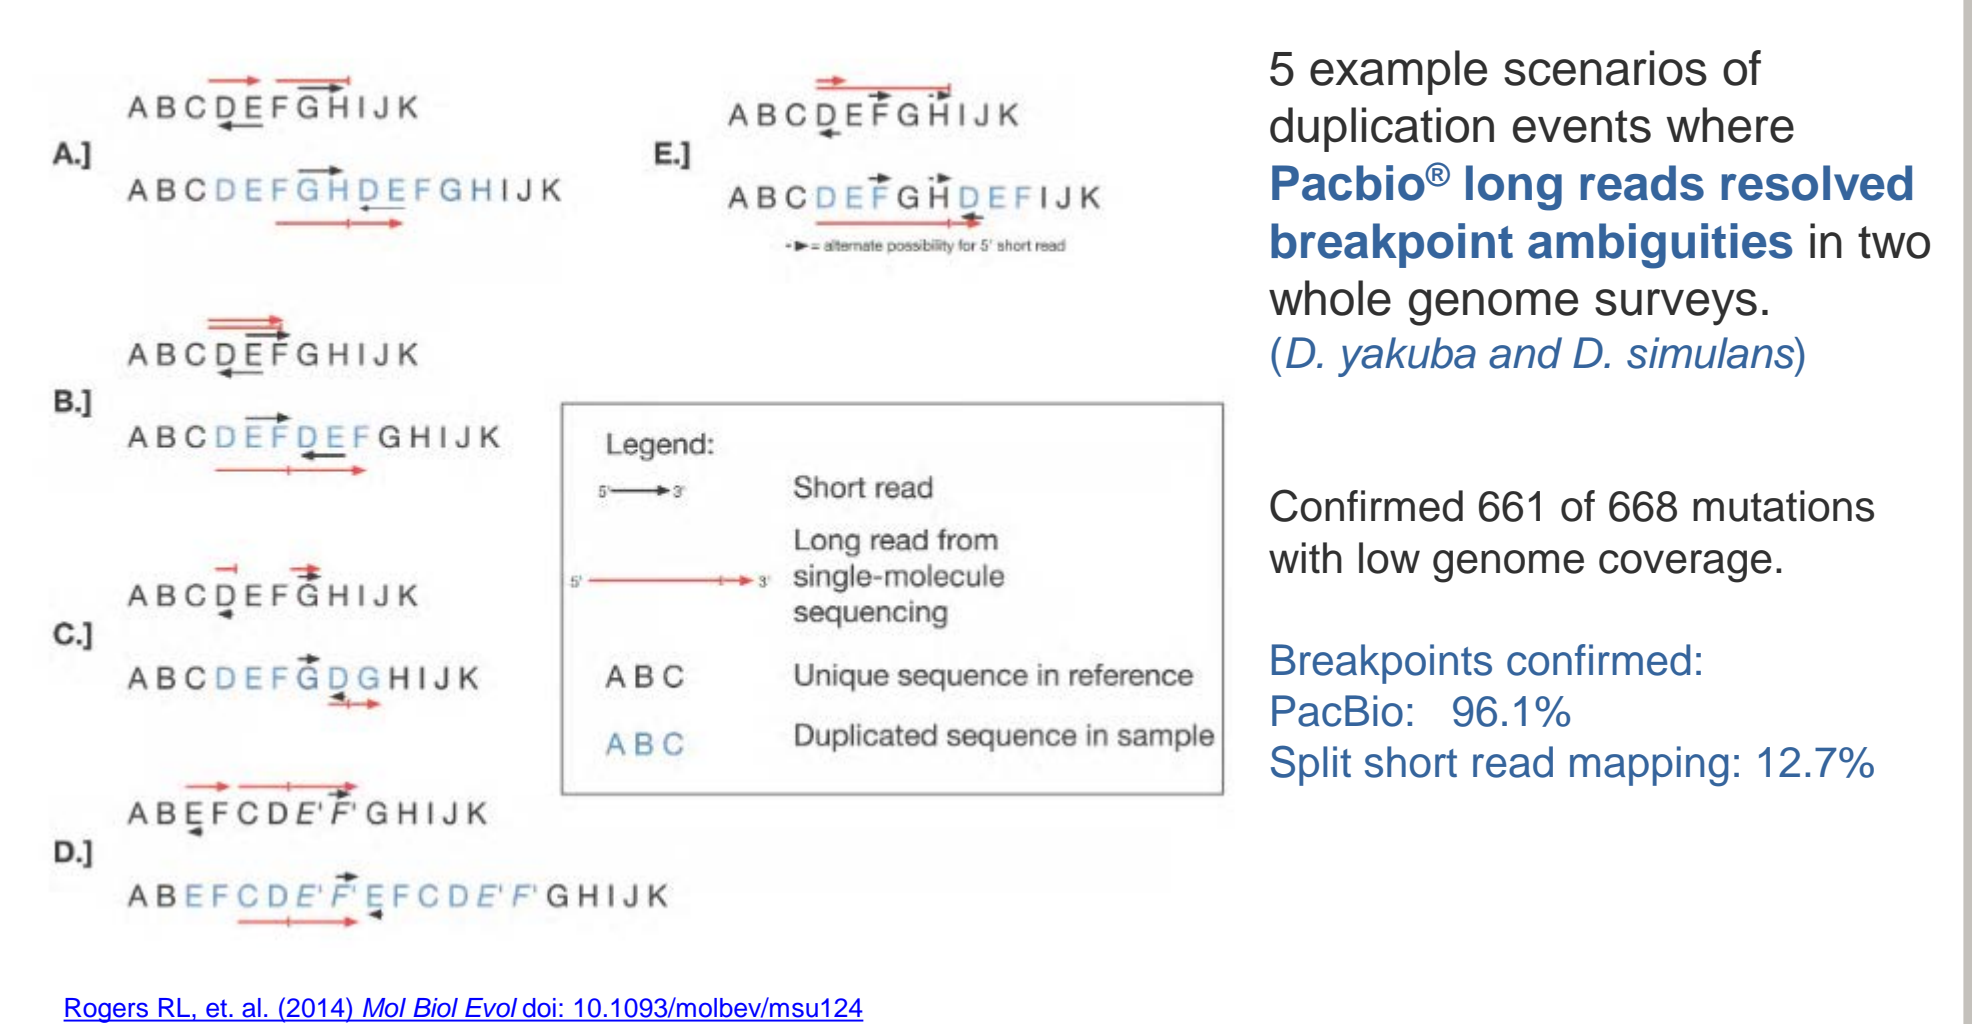 A B C D E F G H I J K
A.]
A B C D E F G H D E F G H I J K
A B C D E F G H I J K
E.]
A B C D E F G H D E F I J K
= alternate possibility for 5' short read
A B C D E F G H I J K
B.]
A B C D E F D E F G H I J K
A B C D E F G H I J K
C.]
A B C D E F G D G H I J K
A B E F C D E' F' G H I J K
D.]
A B E F C D E' F' E F C D E' F' G H I J K
Legend:
5' 3' Short read
Long read from
5' 3' single-molecule
sequencing
A B C Unique sequence in reference
A B C Duplicated sequence in sample
5 example scenarios of
duplication events where
Pacbio® long reads resolved
breakpoint ambiguities in two
whole genome surveys.
(D. yakuba and D. simulans)
Confirmed 661 of 668 mutations
with low genome coverage.
Breakpoints confirmed:
PacBio: 96.1%
Split short read mapping: 12.7%
Rogers RL, et. al. (2014) Mol Biol Evol doi: 10.1093/molbev/msu124